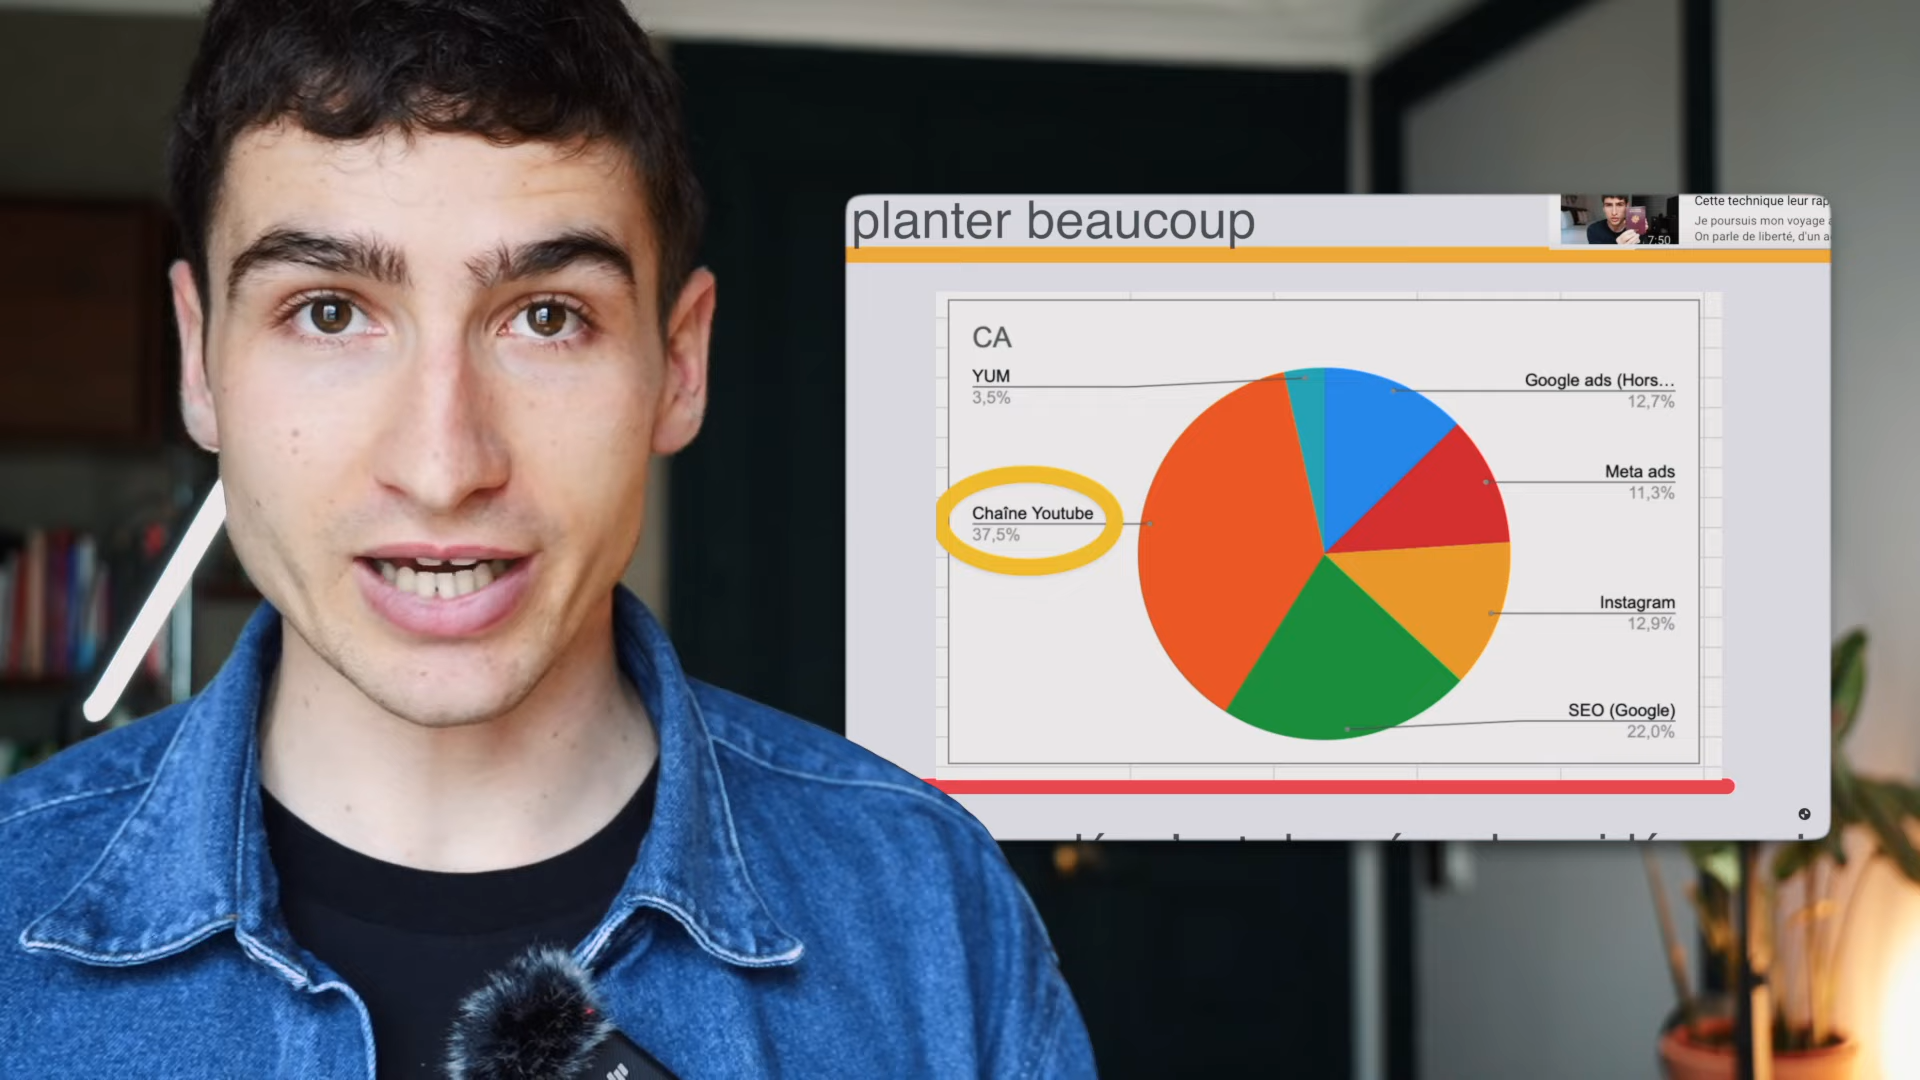 planter beaucoup
Cette technique leur rap
Je poursuis mon voyage
On parle de liberté, d'un a
7:50
CA
YUM
3,5%
Chaîne Youtube
37,5%
Google ads (Hors...
12,7%
Meta ads
11,3%
Instagram
12,9%
SEO (Google)
22,0%